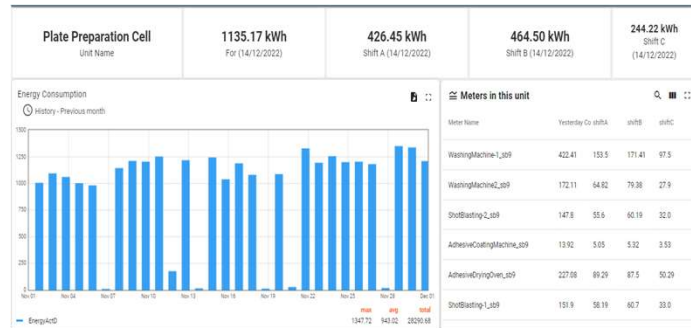 Plate Preparation Cell
Unit Name
1135.17 kWh
For (14/12/2022)
426.45 kWh
Shift A (14/12/2022)
464.50 kWh
Shift B (14/12/2022)
244.22 kWh
Shift C
(14/12/2022)
Energy Consumption
History - Previous month
1500
1250
1000
750
500
250
0
Nov 01 Nov 04 Nov 07 Nov 10 Nov 13 Nov 16 Nov 19 Nov 22 Nov 25 Nov 28 Dec 01
max avg total
EnergyActD 1347.72 943.02 28290.68
Meters in this unit
Meter Name Yesterday Co shiftA shiftB shiftC
WashingMachine-1_sb9 422.41 153.5 171.41 97.5
WashingMachine2_sb9 172.11 64.82 79.38 27.9
ShotBlasting-2_sb9 147.8 55.6 60.19 32.0
AdhesiveCoatingMachine_sb9 13.92 5.05 5.32 3.53
AdhesiveDryingOven_sb9 227.08 89.29 87.5 50.29
ShotBlasting-1_sb9 151.9 58.19 60.7 33.0